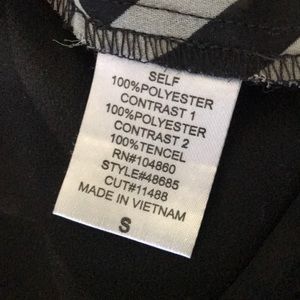 SELF
100%POLYESTER
CONTRAST 1
100%POLYESTER
CONTRAST 2
100%TENCEL
RN#104860
STYLE#48685
CUT#11488
MADE IN VIETNAM
S